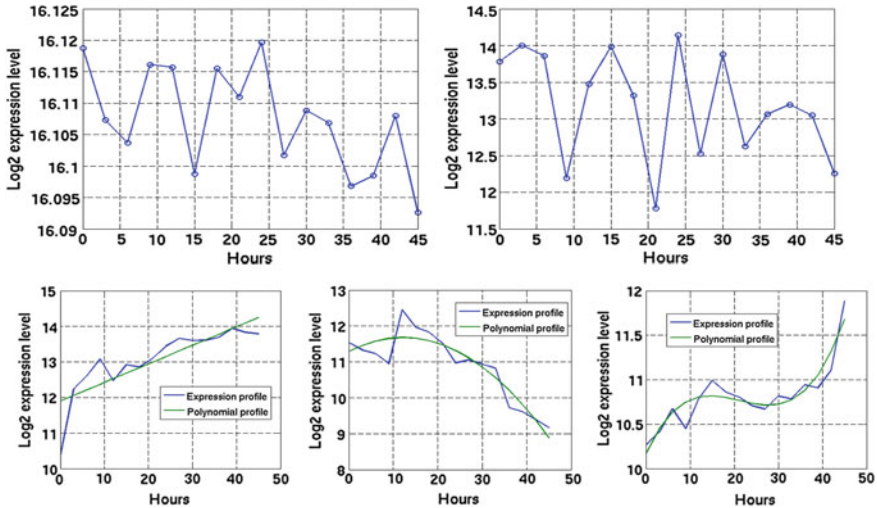 16.125
16.12
16.115
16.11
16.105
16.1
16.095
16.09
Log2 expression level
0 5 10 15 20 25 30 35 40 45
Hours
14.5
14
13.5
13
12.5
12
11.5
Log2 expression level
0 5 10 15 20 25 30 35 40 45
Hours
15
14
13
12
11
10
Log2 expression level
Expression profile
Polynomial profile
0 10 20 30 40 50
Hours
13
12
11
10
9
8
Log2 expression level
Expression profile
Polynomial profile
0 10 20 30 40 50
Hours
12
11.5
11
10.5
10
Log2 expression level
Expression profile
Polynomial profile
0 10 20 30 40 50
Hours